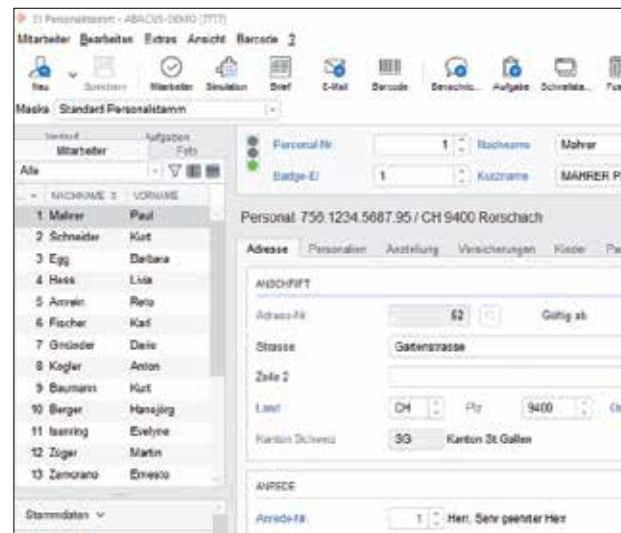 31 Personalstamm - ABACUS-DEMO [7777]
Mitarbeiter Bearbeiten Extras Ansicht Barcode ?
Neu Speichern Mitarbeiter Simulation Brief E-Mail Barcode Berechnic... Aufgabe Schnellsta...
Maske Standard Personalstamm
Verlauf Aufgaben
Mitarbeiter Foto
Alle
NACHNAME VORNAME
1 Mahrer Paul
2 Schneider Kurt
3 Egg Barbara
4 Hess Livia
5 Amrein Reto
6 Fischer Karl
7 Gmünder Dario
8 Kogler Anton
9 Baumann Kurt
10 Berger Hansjörg
11 Isenring Evelyne
12 Züger Martin
13 Zamorano Ernesto
Stammdaten
Personal-Nr. 1 Nachname Mahrer
Badge-ID 1 Kurzname MAHRER P
Personal: 756.1234.5687.95 / CH 9400 Rorschach
Adresse Personalien Anstellung Versicherungen Kinder
ANSCHRIFT
Adress-Nr. 62 Gültig ab
Strasse Gartenstrasse
Zeile 2
Land CH Plz 9400
Kanton Schweiz SG Kanton St.Gallen
ANREDE
Anrede-Nr. 1 Herr, Sehr geehrter Herr